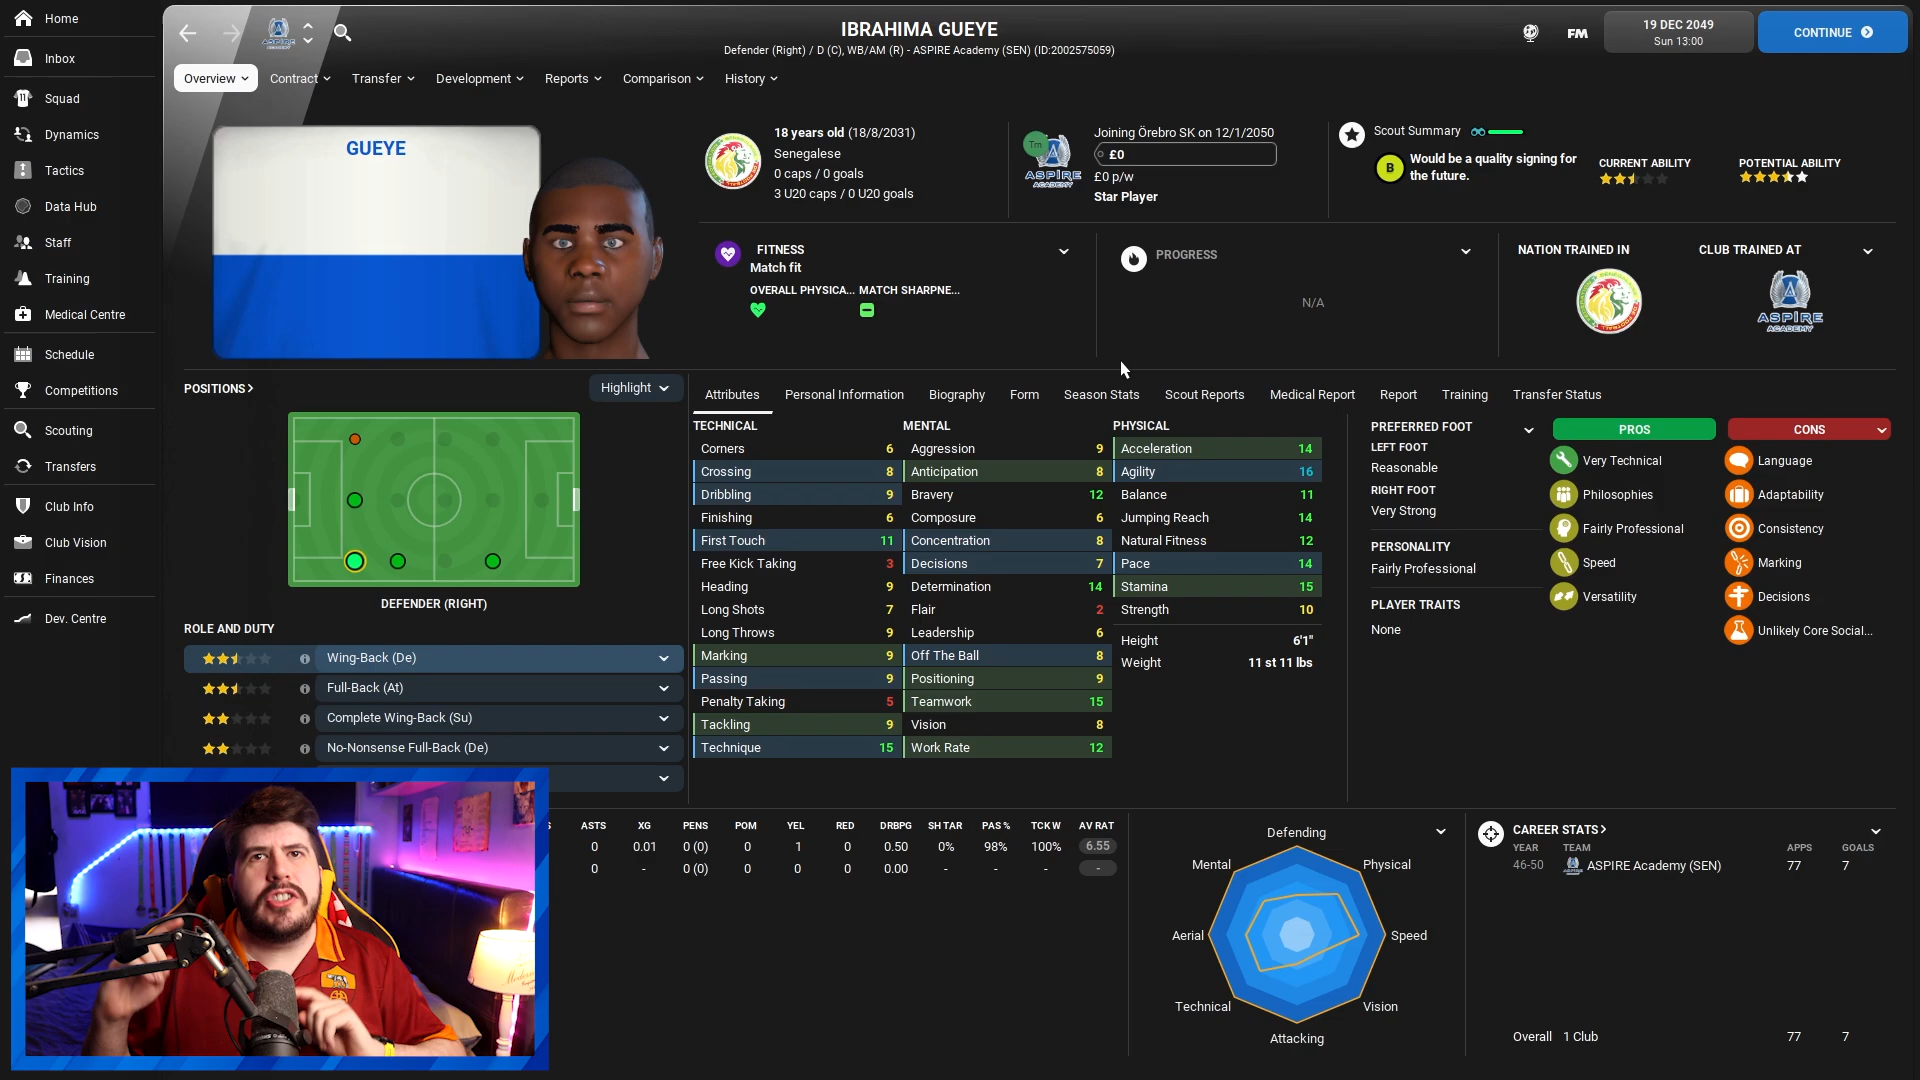 Home
Inbox
Squad
Dynamics
Tactics
Data Hub
Staff
Training
Medical Centre
Schedule
Competitions
Scouting
Transfers
Club Info
Club Vision
Finances
Dev. Centre
IBRAHIMA GUEYE
Defender (Right) / D (C), WB/AM (R) - ASPIRE Academy (SEN) (ID:2002575059)
FM
19 DEC 2049
Sun 13:00
CONTINUE
Overview
Contract
Transfer
Development
Reports
Comparison
History
GUEYE
18 years old (18/8/2031)
Senegalese
0 caps / 0 goals
3 U20 caps / 0 U20 goals
Trn
ASPIRE
ACADEMY
Joining Örebro SK on 12/1/2050
£0
£0 p/w
Star Player
Scout Summary
B
Would be a quality signing for
the future.
CURRENT ABILITY
POTENTIAL ABILITY
FITNESS
Match fit
OVERALL PHYSICA... MATCH SHARPNE...
PROGRESS
N/A
NATION TRAINED IN
CLUB TRAINED AT
ASPIRE
ACADEMY
POSITIONS
Highlight
DEFENDER (RIGHT)
ROLE AND DUTY
Wing-Back (De)
Full-Back (At)
Complete Wing-Back (Su)
No-Nonsense Full-Back (De)
Attributes
Personal Information
Biography
Form
Season Stats
Scout Reports
Medical Report
Report
Training
Transfer Status
TECHNICAL
Corners 6
Crossing 8
Dribbling 9
Finishing 6
First Touch 11
Free Kick Taking 3
Heading 9
Long Shots 7
Long Throws 9
Marking 9
Passing 9
Penalty Taking 5
Tackling 9
Technique 15
MENTAL
Aggression 9
Anticipation 8
Bravery 12
Composure 6
Concentration 8
Decisions 7
Determination 14
Flair 2
Leadership 6
Off The Ball 8
Positioning 9
Teamwork 15
Vision 8
Work Rate 12
PHYSICAL
Acceleration 14
Agility 16
Balance 11
Jumping Reach 14
Natural Fitness 12
Pace 14
Stamina 15
Strength 10
Height 6'1"
Weight 11 st 11 lbs
PREFERRED FOOT
LEFT FOOT
Reasonable
RIGHT FOOT
Very Strong
PERSONALITY
Fairly Professional
PLAYER TRAITS
None
PROS
Very Technical
Philosophies
Fairly Professional
Speed
Versatility
CONS
Language
Adaptability
Consistency
Marking
Decisions
Unlikely Core Social...
ASTS XG PENS POM YEL RED DRBPG SH TAR PAS % TCK W AV RAT
0 0.01 0 (0) 0 1 0 0.50 0% 98% 100% 6.55
0 - 0 (0) 0 0 0 0.00 - - - -
Defending
Physical
Speed
Vision
Attacking
Technical
Aerial
Mental
CAREER STATS
YEAR TEAM APPS GOALS
46-50 ASPIRE Academy (SEN) 77 7
Overall 1 Club 77 7